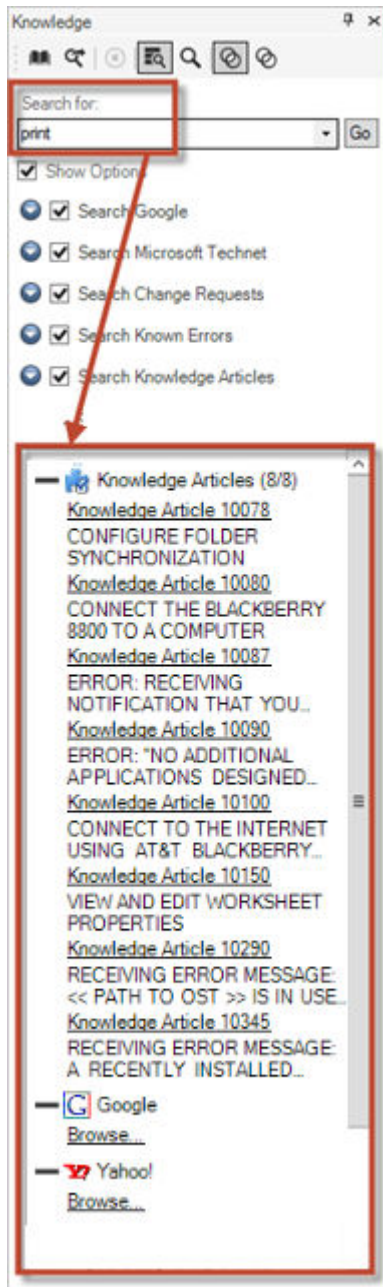 Knowledge
Search for:
print
Go
Show Options
Search Google
Search Microsoft Technet
Search Change Requests
Search Known Errors
Search Knowledge Articles
Knowledge Articles (8/8)
Knowledge Article 10078
CONFIGURE FOLDER
SYNCHRONIZATION
Knowledge Article 10080
CONNECT THE BLACKBERRY
8800 TO A COMPUTER
Knowledge Article 10087
ERROR: RECEIVING
NOTIFICATION THAT YOU...
Knowledge Article 10090
ERROR: "NO ADDITIONAL
APPLICATIONS DESIGNED...
Knowledge Article 10100
CONNECT TO THE INTERNET
USING AT&T BLACKBERRY...
Knowledge Article 10150
VIEW AND EDIT WORKSHEET
PROPERTIES
Knowledge Article 10290
RECEIVING ERROR MESSAGE:
<< PATH TO OST >> IS IN USE...
Knowledge Article 10345
RECEIVING ERROR MESSAGE:
A RECENTLY INSTALLED...
G Google
Browse...
Y? Yahoo!
Browse...